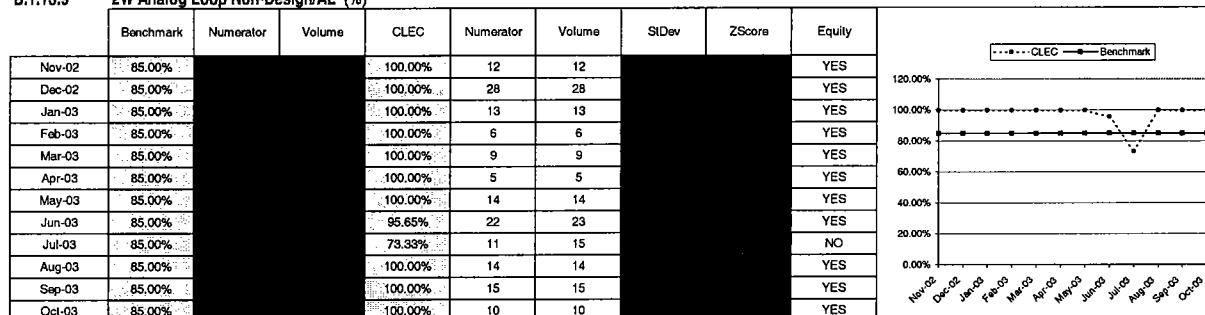 B.1.13.5 2W Analog Loop Non-Design/AL (%)
Benchmark Numerator Volume CLEC Numerator Volume StDev ZScore Equity
Nov-02 85.00% 100.00% 12 12 YES
Dec-02 85.00% 100.00% 28 28 YES
Jan-03 85.00% 100.00% 13 13 YES
Feb-03 85.00% 100.00% 6 6 YES
Mar-03 85.00% 100.00% 9 9 YES
Apr-03 85.00% 100.00% 5 5 YES
May-03 85.00% 100.00% 14 14 YES
Jun-03 85.00% 95.65% 22 23 YES
Jul-03 85.00% 73.33% 11 15 NO
Aug-03 85.00% 100.00% 14 14 YES
Sep-03 85.00% 100.00% 15 15 YES
Oct-03 85.00% 100.00% 10 10 YES
CLEC Benchmark
120.00%
100.00%
80.00%
60.00%
40.00%
20.00%
0.00%
Nov-02 Dec-02 Jan-03 Feb-03 Mar-03 Apr-03 May-03 Jun-03 Jul-03 Aug-03 Sep-03 Oct-03